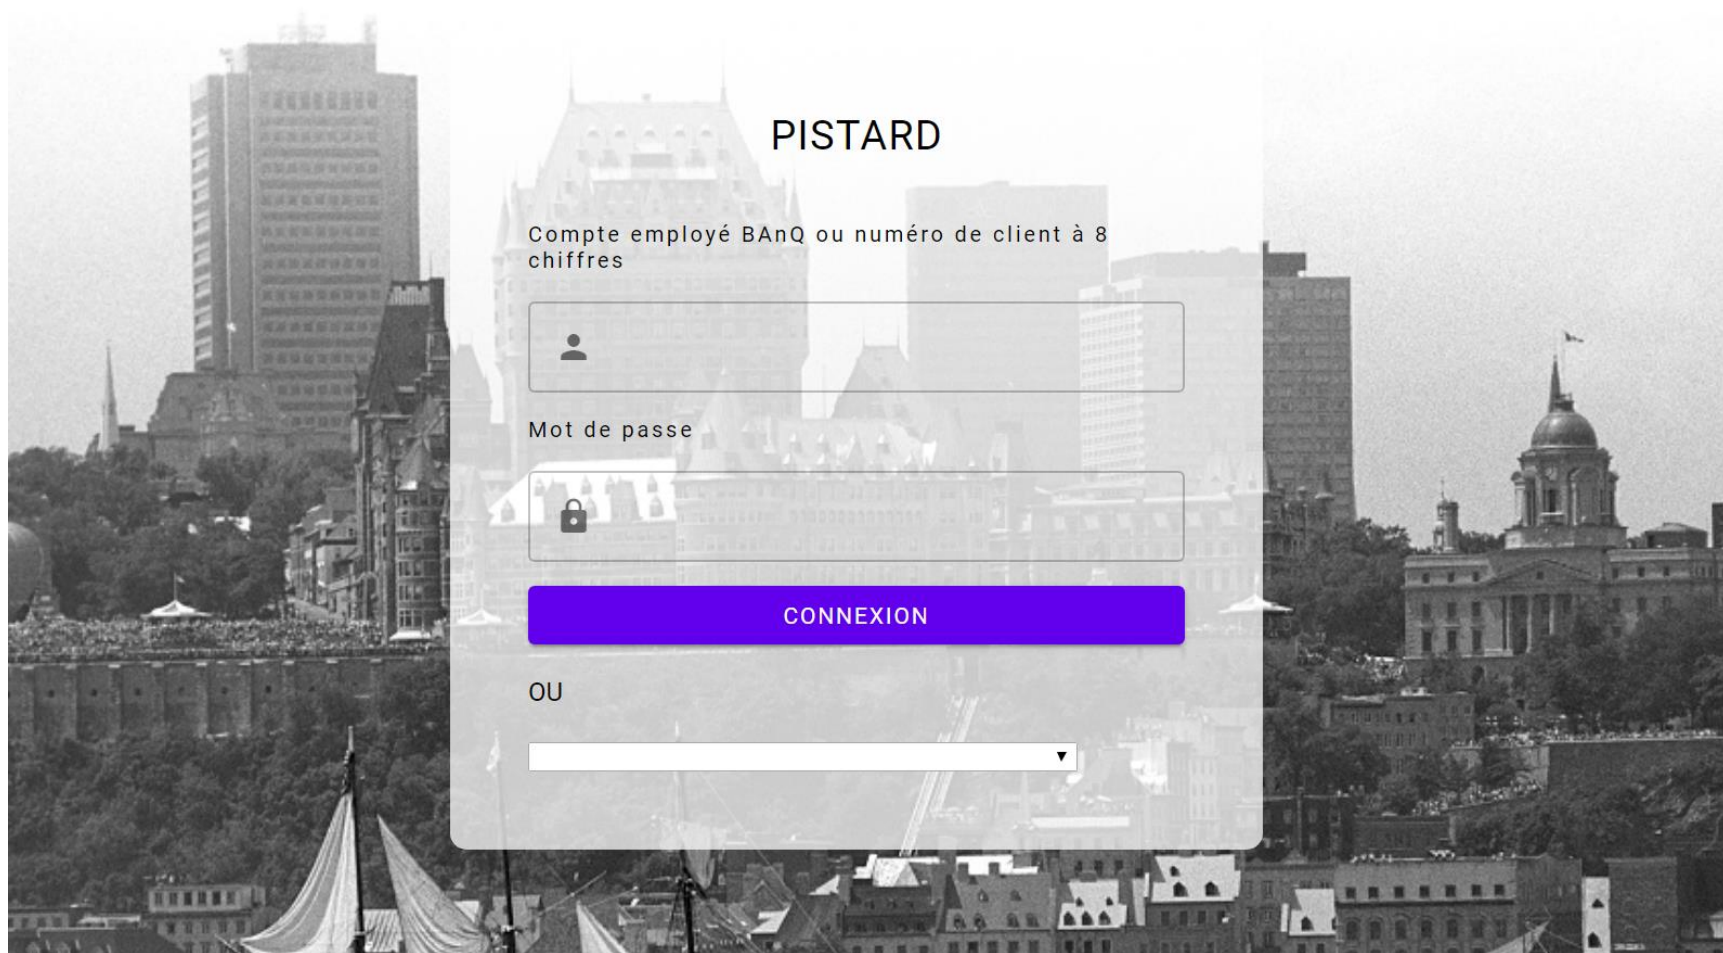 PISTARD
Compte employé BAnQ ou numéro de client à 8
chiffres
Mot de passe
CONNEXION
OU